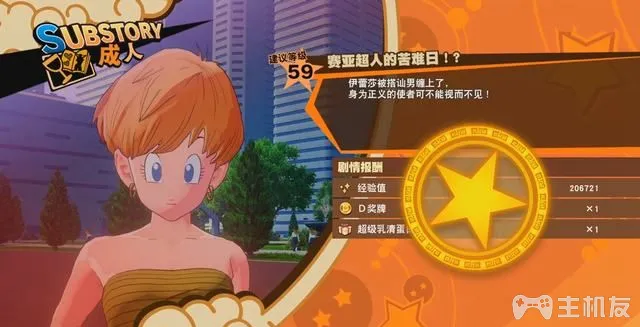 SUBSTORY
成人
建议等级
59
赛亚超人的苦难日！？
伊蕾莎被搭讪男缠上了，
身为正义的使者可不能视而不见！
剧情报酬
经验值 206721
D奖牌 ×1
超级乳清蛋 ×1
主机友